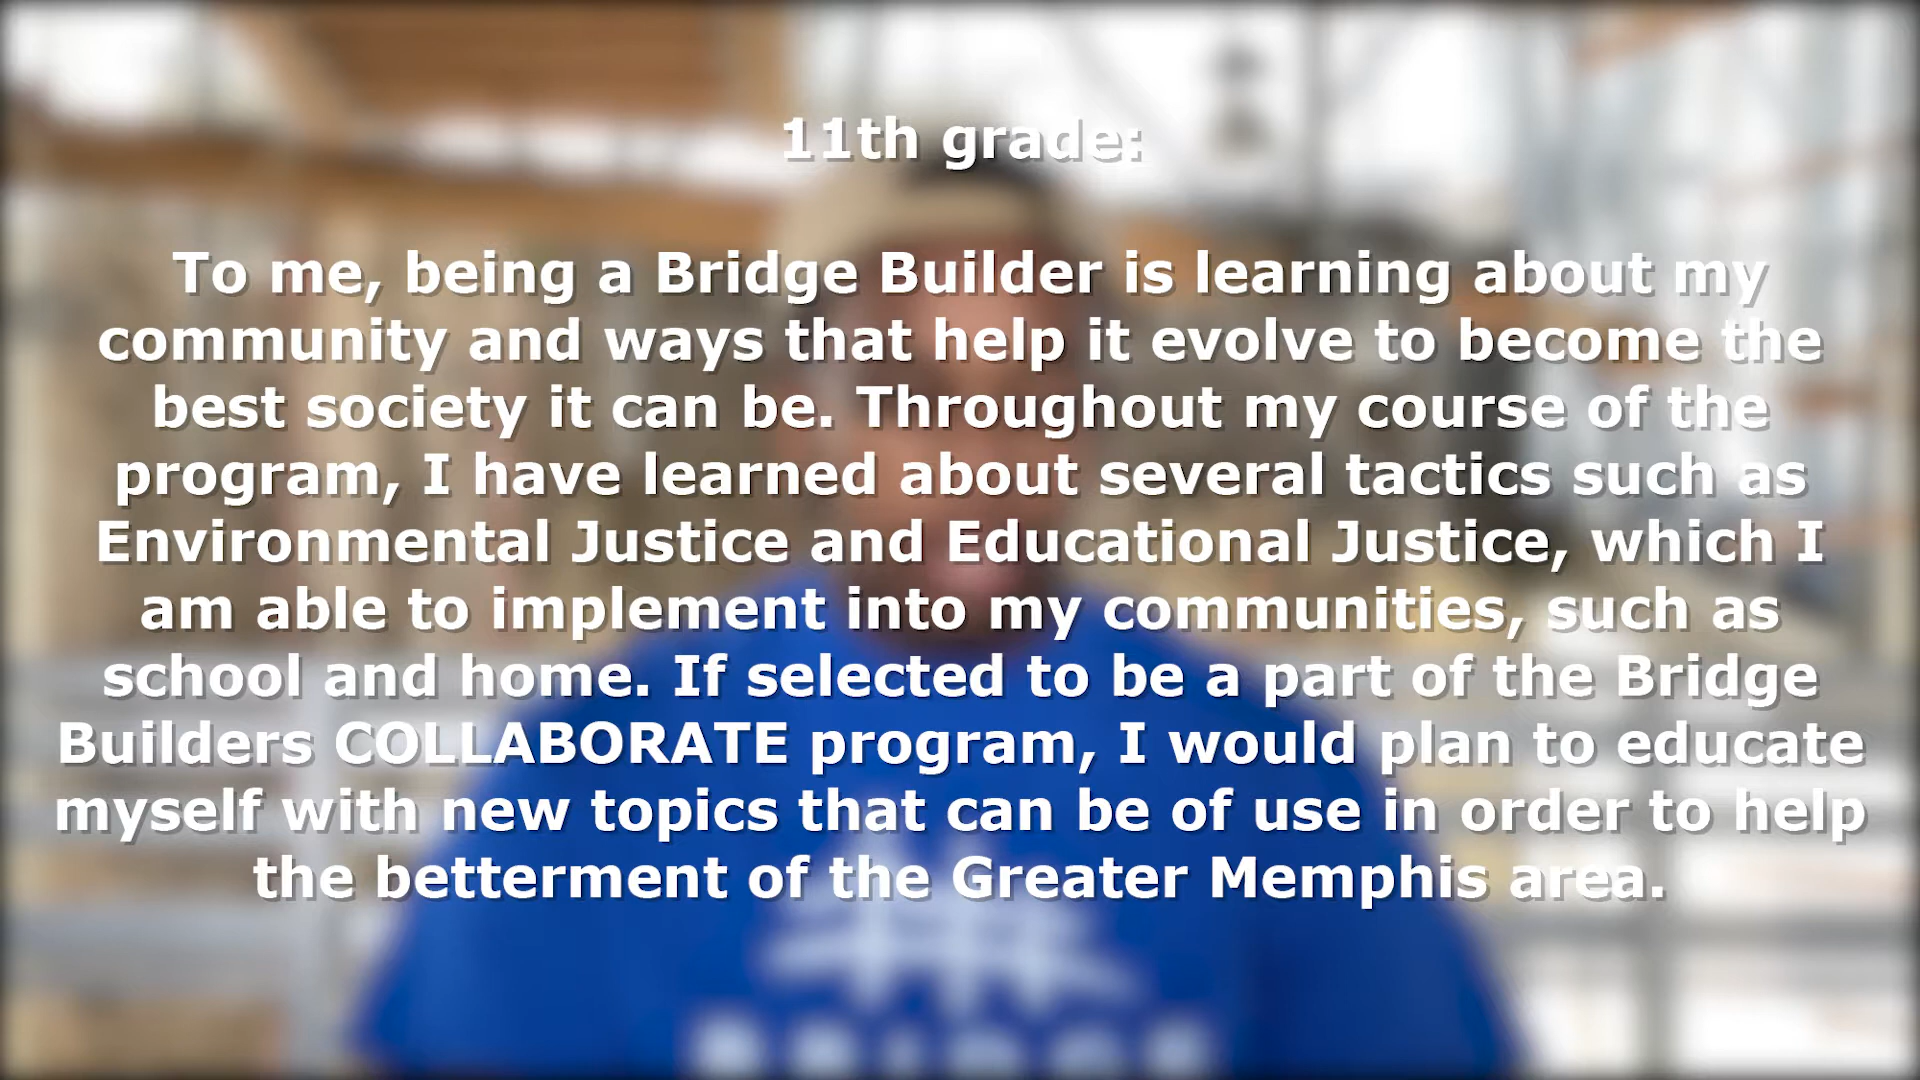 11th grade:
To me, being a Bridge Builder is learning about my
community and ways that help it evolve to become the
best society it can be. Throughout my course of the
program, I have learned about several tactics such as
Environmental Justice and Educational Justice, which I
am able to implement into my communities, such as
school and home. If selected to be a part of the Bridge
Builders COLLABORATE program, I would plan to educate
myself with new topics that can be of use in order to help
the betterment of the Greater Memphis area.
BRIDGE